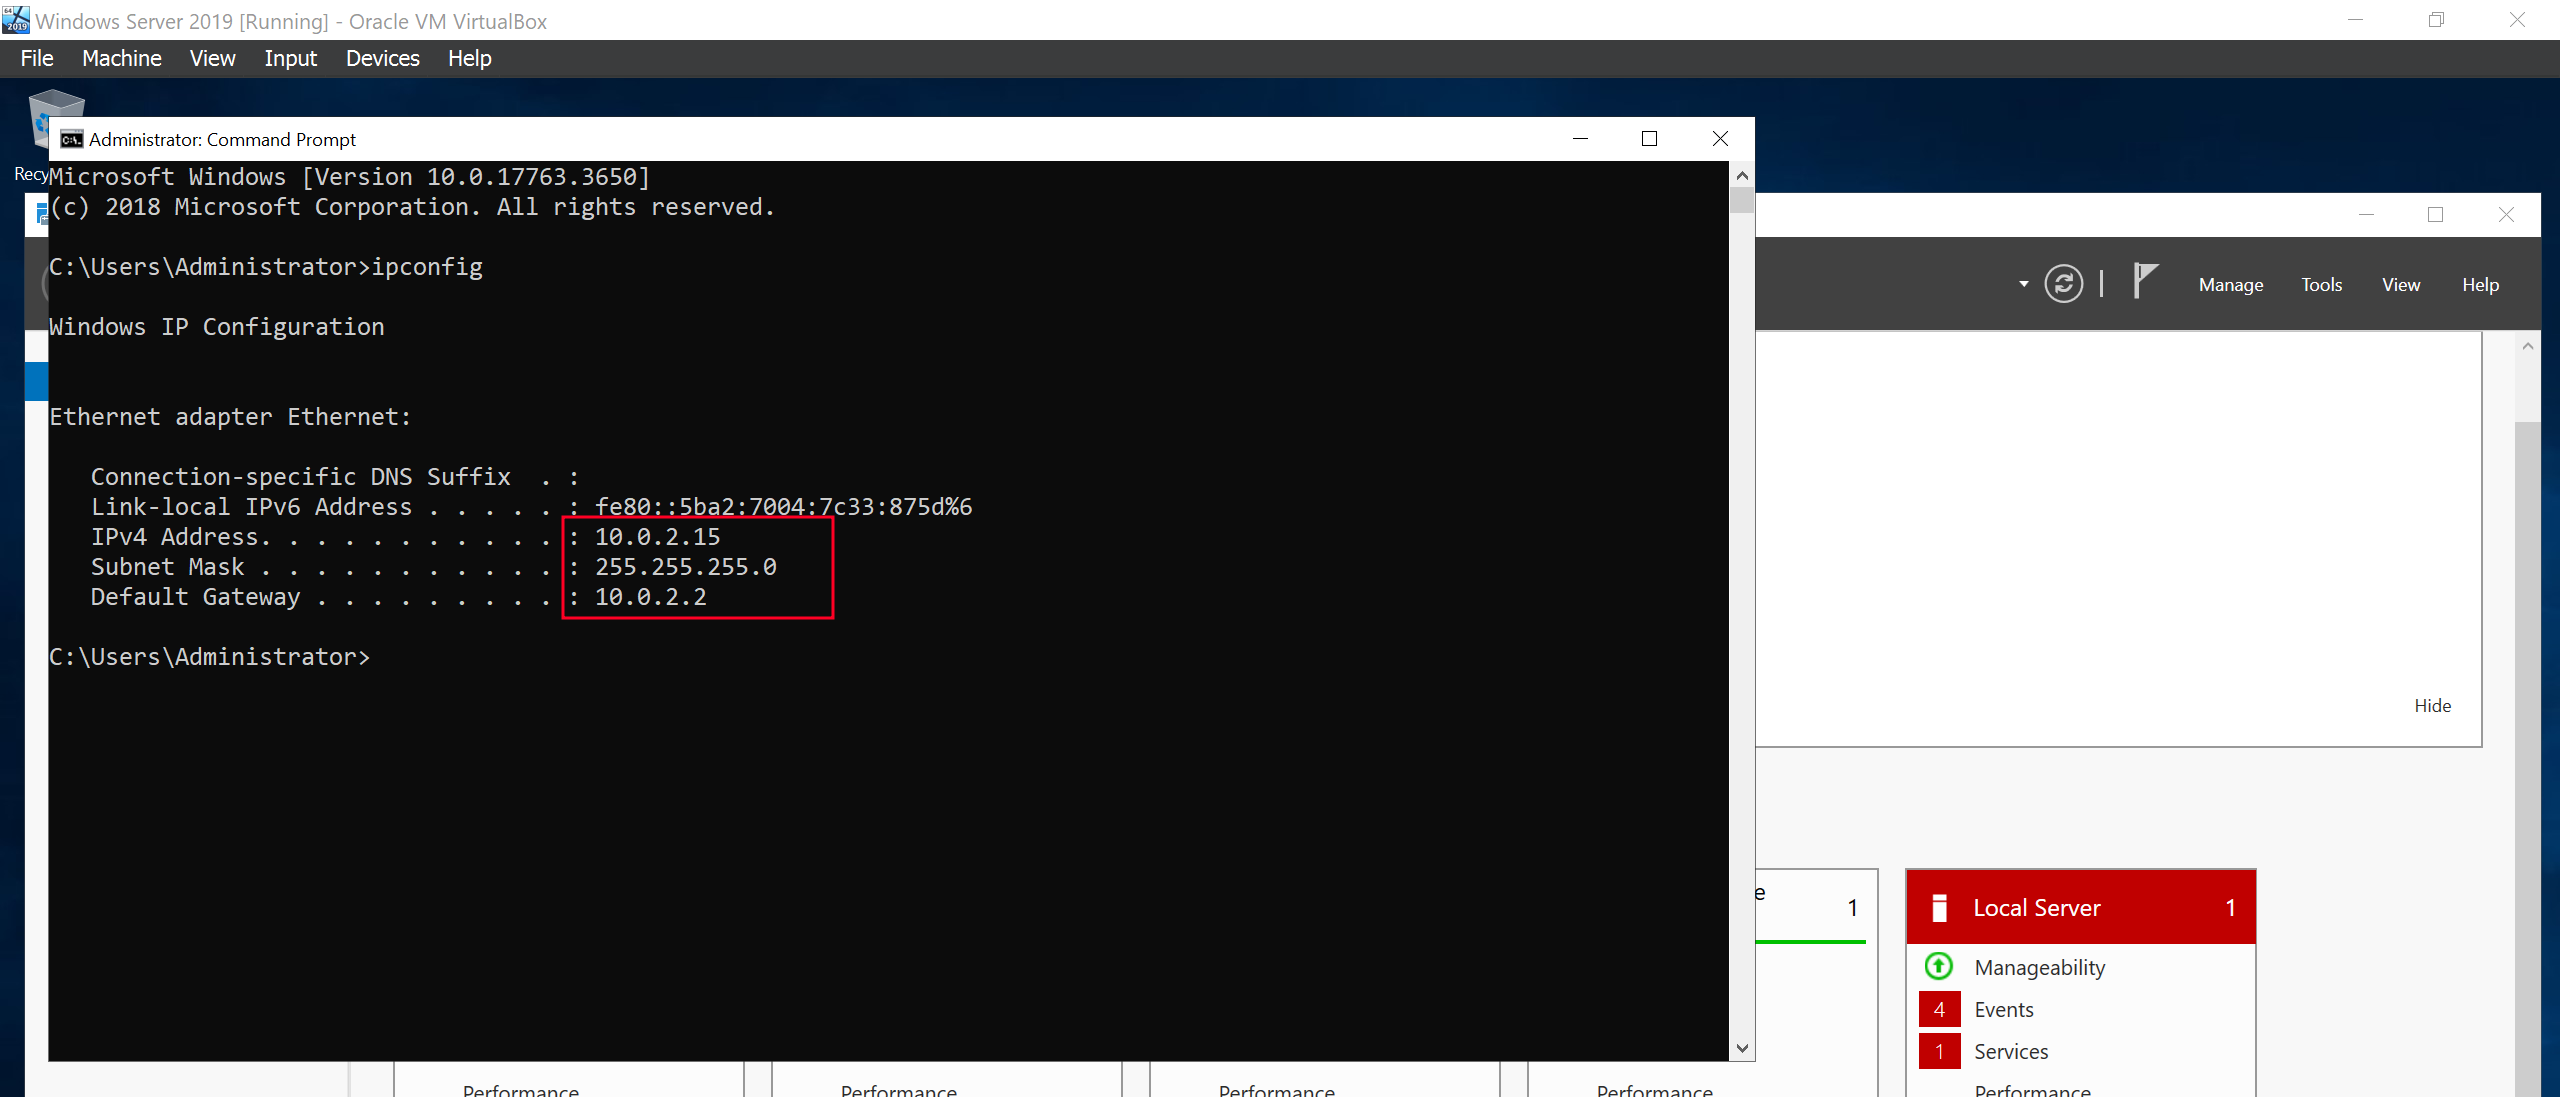 Windows Server 2019 [Running] - Oracle VM VirtualBox
File Machine View Input Devices Help
Administrator: Command Prompt
Recy
Microsoft Windows [Version 10.0.17763.3650]
(c) 2018 Microsoft Corporation. All rights reserved.
C:\Users\Administrator>ipconfig
Manage Tools View Help
Windows IP Configuration
Ethernet adapter Ethernet:
Connection-specific DNS Suffix . :
Link-local IPv6 Address . . . . . : fe80::5ba2:7004:7c33:875d%6
IPv4 Address. . . . . . . . . . . : 10.0.2.15
Subnet Mask . . . . . . . . . . . : 255.255.255.0
Default Gateway . . . . . . . . . : 10.0.2.2
C:\Users\Administrator>
Hide
e 1
Local Server 1
Manageability
4 Events
1 Services
Performance Performance Performance Performance Performance